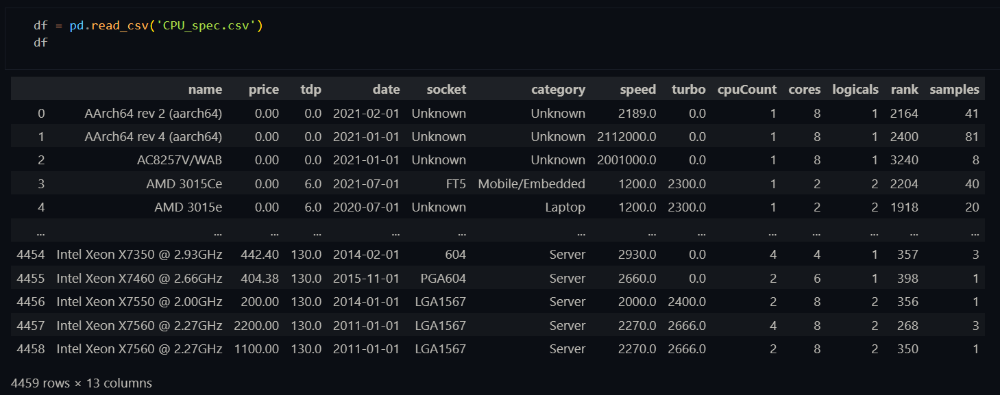 df = pd.read_csv('CPU_spec.csv')
df
name price tdp date socket category speed turbo cpuCount cores logicals rank samples
0 AArch64 rev 2 (aarch64) 0.00 0.0 2021-02-01 Unknown Unknown 2189.0 0.0 1 8 1 2164 41
1 AArch64 rev 4 (aarch64) 0.00 0.0 2021-01-01 Unknown Unknown 2112000.0 0.0 1 8 1 2400 81
2 AC8257V/WAB 0.00 0.0 2021-01-01 Unknown Unknown 2001000.0 0.0 1 8 1 3240 8
3 AMD 3015Ce 0.00 6.0 2021-07-01 FT5 Mobile/Embedded 1200.0 2300.0 1 2 2 2204 40
4 AMD 3015e 0.00 6.0 2020-07-01 Unknown Laptop 1200.0 2300.0 1 2 2 1918 20
... ... ... ... ... ... ... ... ... ... ... ... ... ...
4454 Intel Xeon X7350 @ 2.93GHz 442.40 130.0 2014-02-01 604 Server 2930.0 0.0 4 4 1 357 3
4455 Intel Xeon X7460 @ 2.66GHz 404.38 130.0 2015-11-01 PGA604 Server 2660.0 0.0 2 6 1 398 1
4456 Intel Xeon X7550 @ 2.00GHz 200.00 130.0 2014-01-01 LGA1567 Server 2000.0 2400.0 2 8 2 356 1
4457 Intel Xeon X7560 @ 2.27GHz 2200.00 130.0 2011-01-01 LGA1567 Server 2270.0 2666.0 4 8 2 268 3
4458 Intel Xeon X7560 @ 2.27GHz 1100.00 130.0 2011-01-01 LGA1567 Server 2270.0 2666.0 2 8 2 350 1
4459 rows × 13 columns